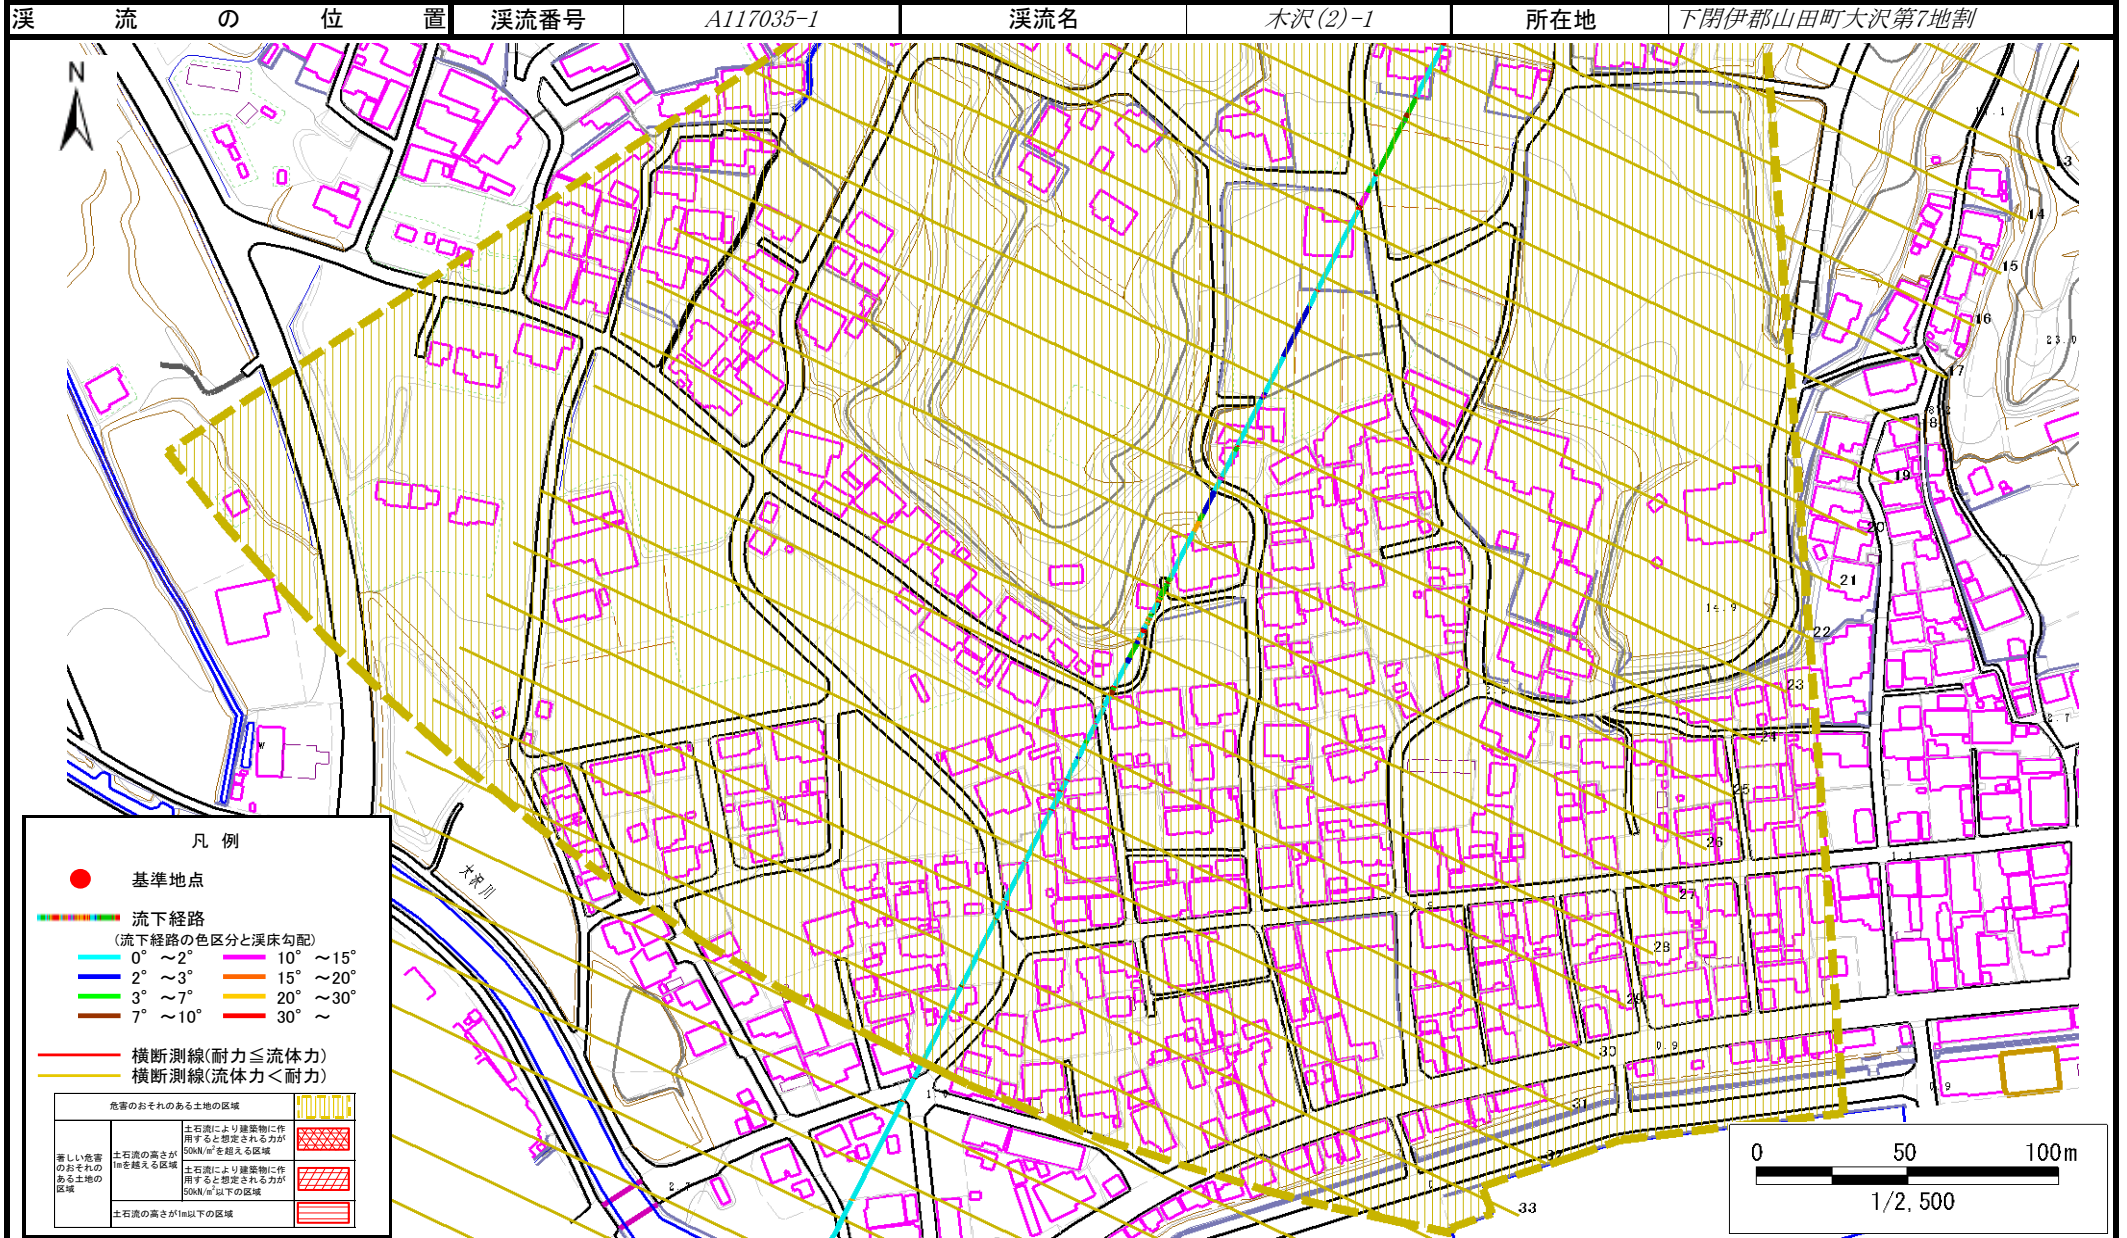 渓流の位置 渓流番号 A117035-1 渓流名 木沢(2)-1 所在地 下閉伊郡山田町大沢第7地割
N
13
14
15
16
23.0
17
18
19
20
21
14.9
22
23
24
25
26
27
28
29
30
31
32
33
大沢川
凡例
基準地点
流下経路
(流下経路の色区分と渓床勾配)
0° ～2° 10° ～15°
2° ～3° 15° ～20°
3° ～7° 20° ～30°
7° ～10° 30° ～
横断測線(耐力≦流体力)
横断測線(流体力＜耐力)
危害のおそれのある土地の区域
著しい危害のおそれのある土地の区域
土石流の高さが1mを越える区域
土石流により建築物に作用すると想定される力が50kN/m²を超える区域
土石流により建築物に作用すると想定される力が50kN/m²以下の区域
土石流の高さが1m以下の区域
0 50 100m
1/2,500